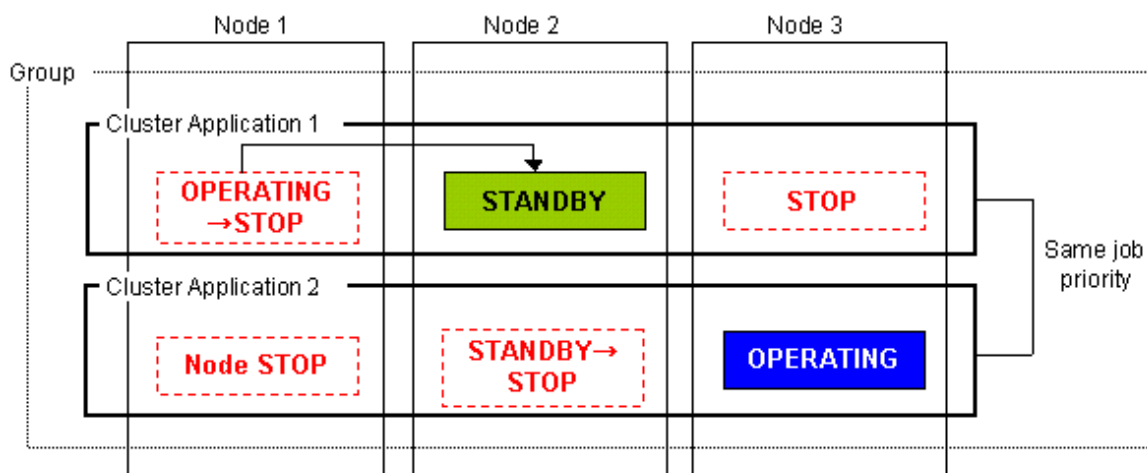 Node 1
Node 2
Node 3
Group
Cluster Application 1
OPERATING
→STOP
STANDBY
STOP
Same job
priority
Cluster Application 2
Node STOP
STANDBY→
STOP
OPERATING